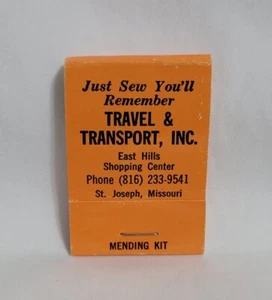 Just Sew You'll
Remember
TRAVEL &
TRANSPORT, INC.
East Hills
Shopping Center
Phone (816) 233-9541
St. Joseph, Missouri
MENDING KIT